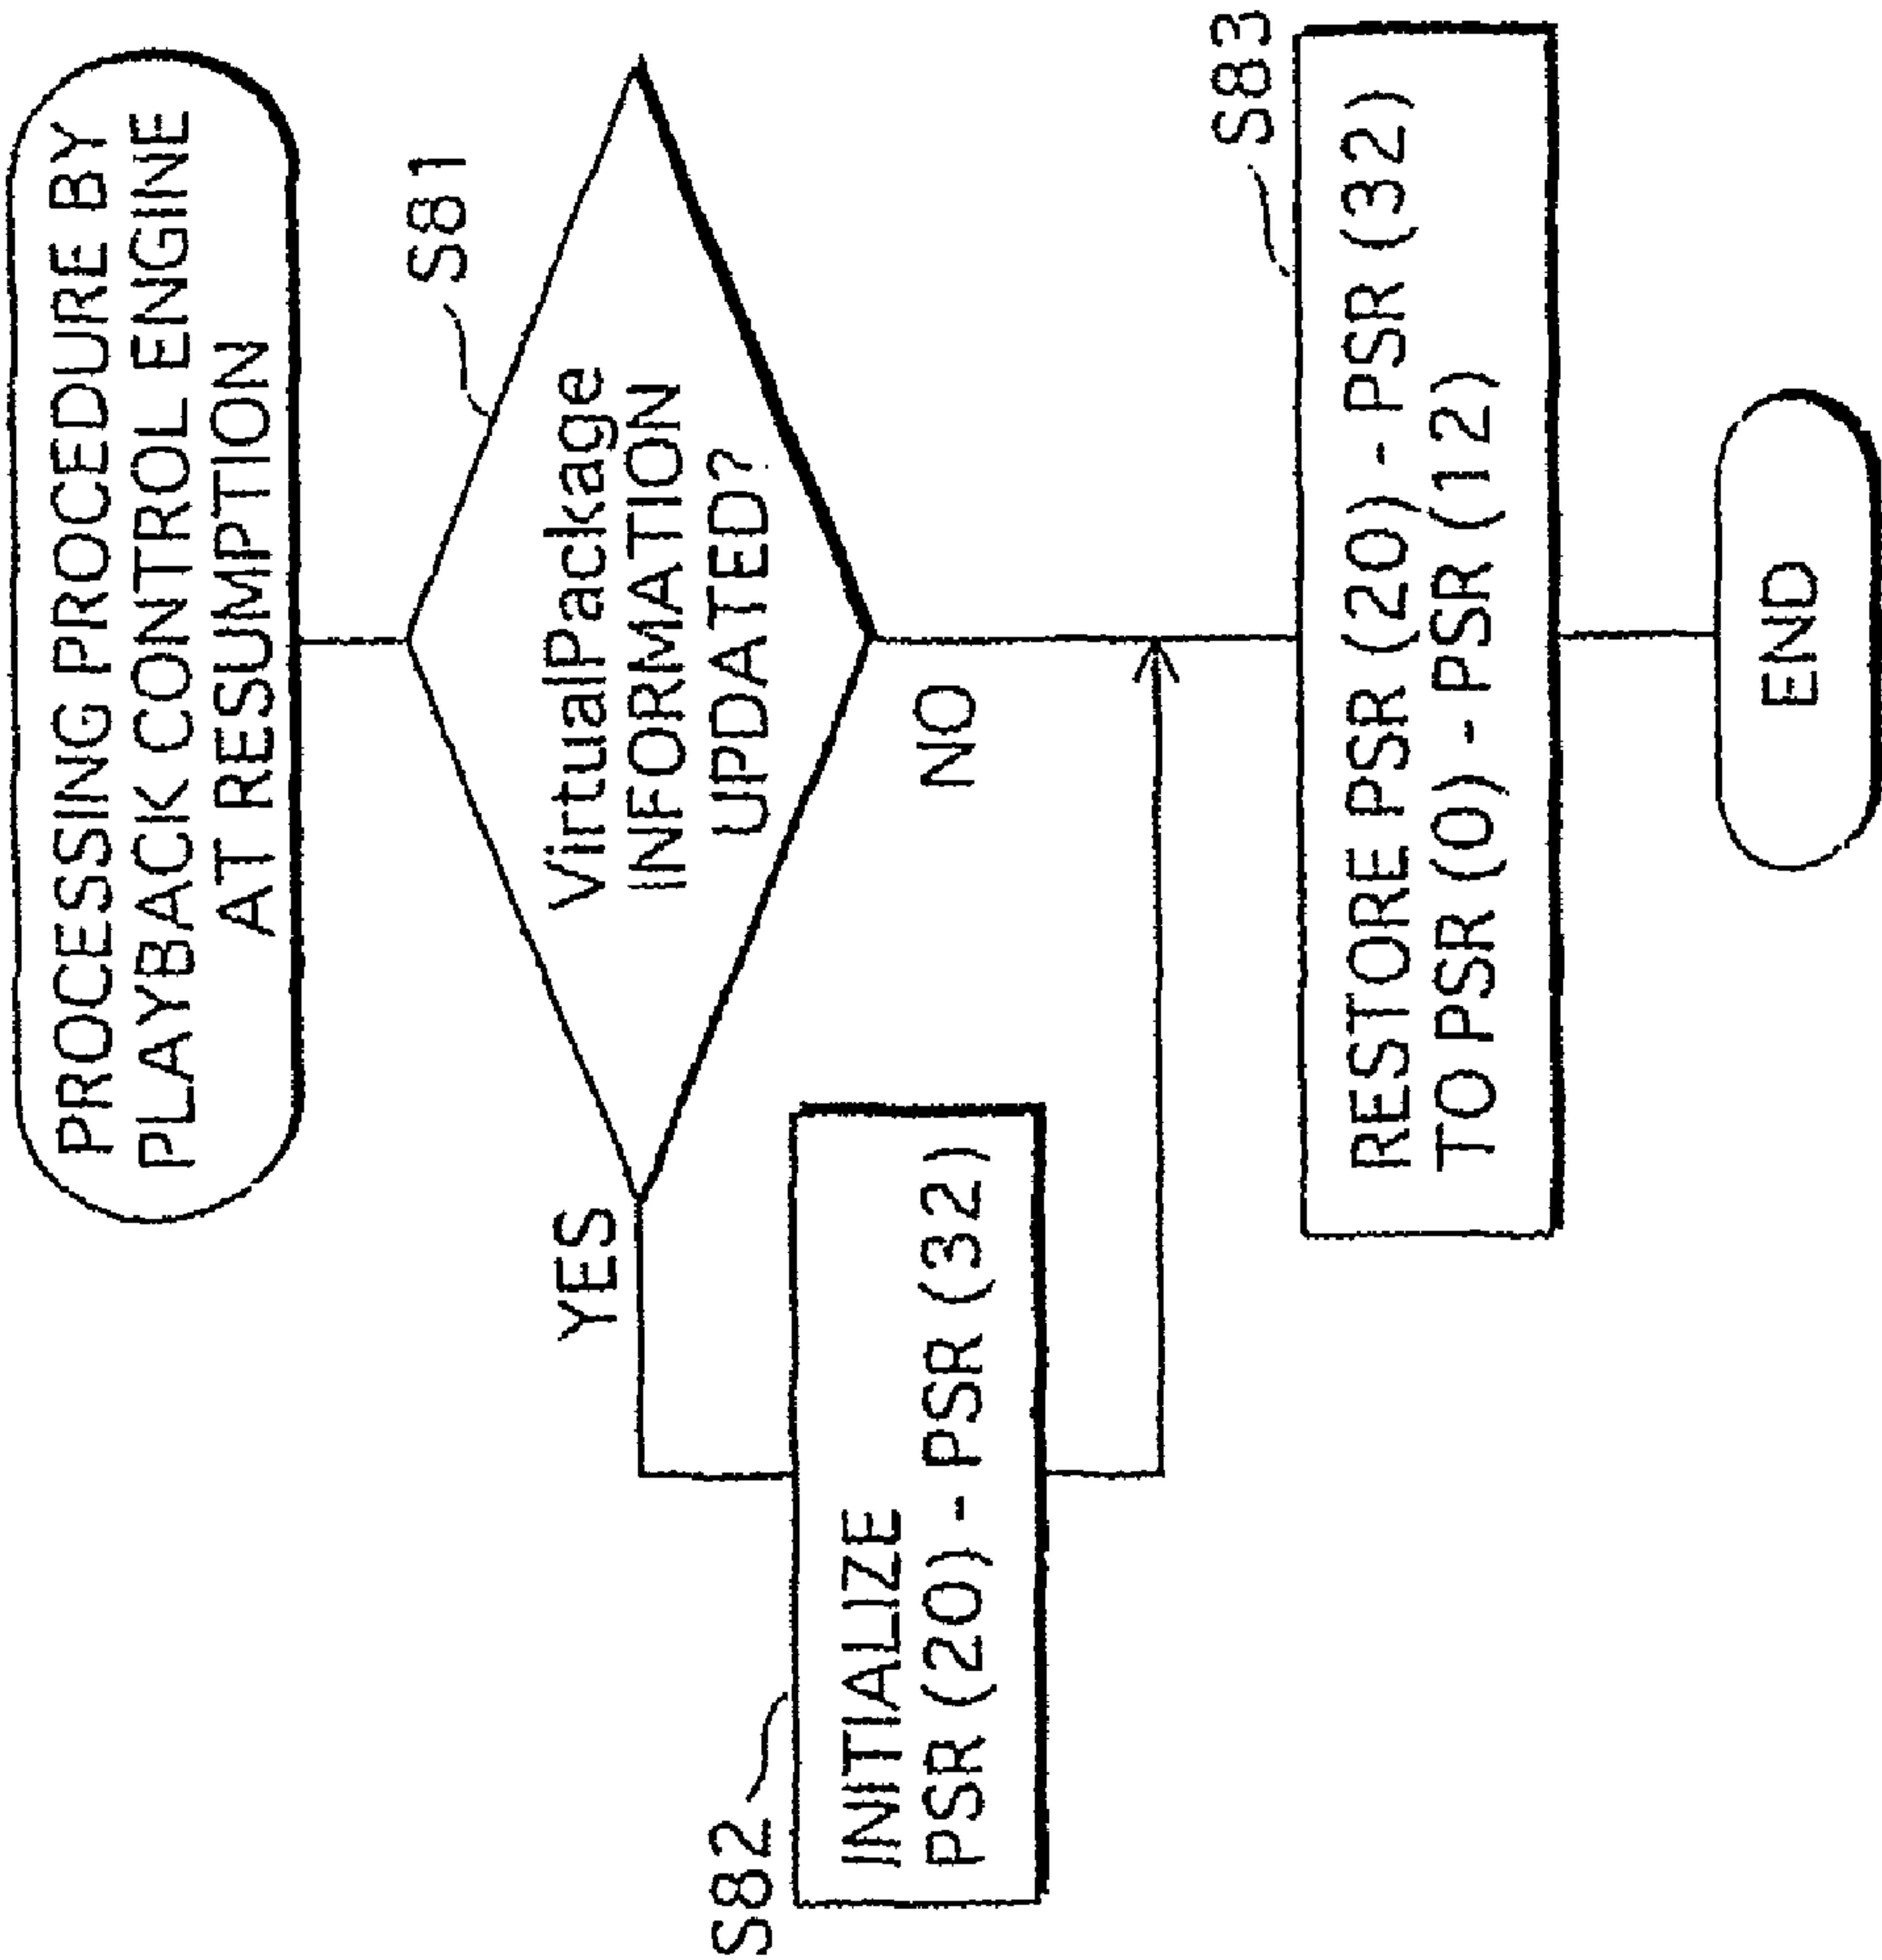 PROCESSING PROCEDURE BY
PLAYBACK CONTROL ENGINE
AT RESUMPTION
S81
VirtualPackage
INFORMATION
UPDATED?
YES
NO
S82
INITIALIZE
PSR (20) - PSR (32)
S83
RESTORE PSR (20) - PSR (32)
TO PSR (0) - PSR (12)
END